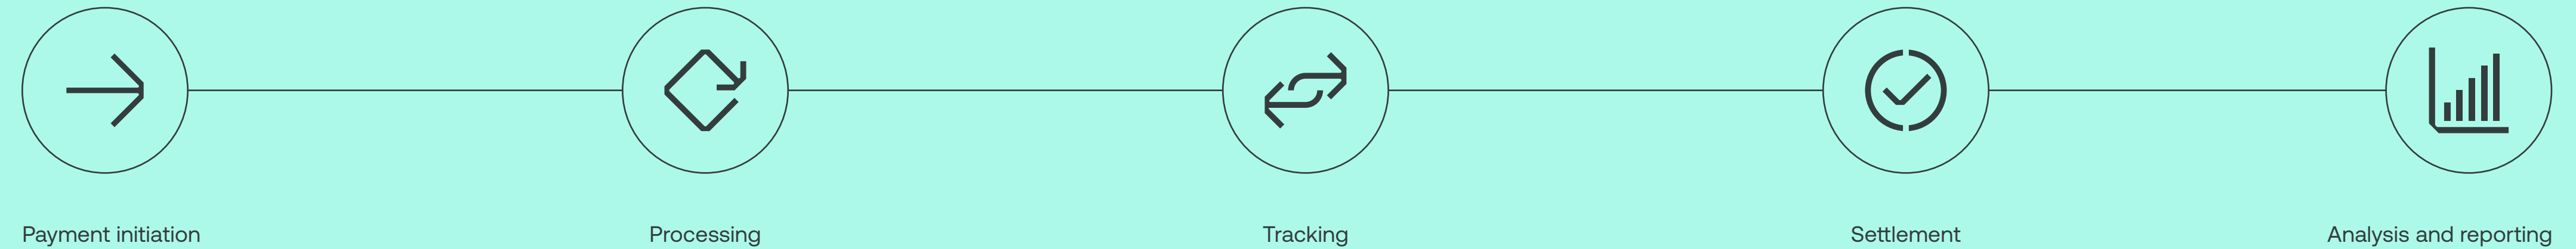 Payment initiation
Processing
Tracking
Settlement
Analysis and reporting